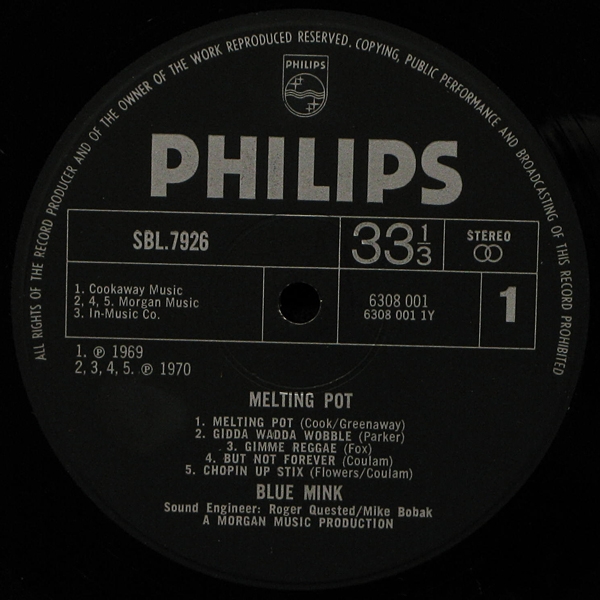 ALL RIGHTS OF THE RECORD PRODUCER AND OF THE OWNER OF THE WORK REPRODUCED RESERVED. COPYING, PUBLIC PERFORMANCE AND BROADCASTING OF THIS RECORD PROHIBITED
PHILIPS
PHILIPS
SBL.7926
33 1/3
STEREO
1. Cookaway Music
2, 4, 5. Morgan Music
3. In-Music Co.
6308 001
6308 001 1Y
1
1. ℗ 1969
2, 3, 4, 5. ℗ 1970
MELTING POT
1. MELTING POT (Cook/Greenaway)
2. GIDDA WADDA WOBBLE (Parker)
3. GIMME REGGAE (Fox)
4. BUT NOT FOREVER (Coulam)
5. CHOPIN UP STIX (Flowers/Coulam)
BLUE MINK
Sound Engineer: Roger Quested/Mike Bobak
A MORGAN MUSIC PRODUCTION